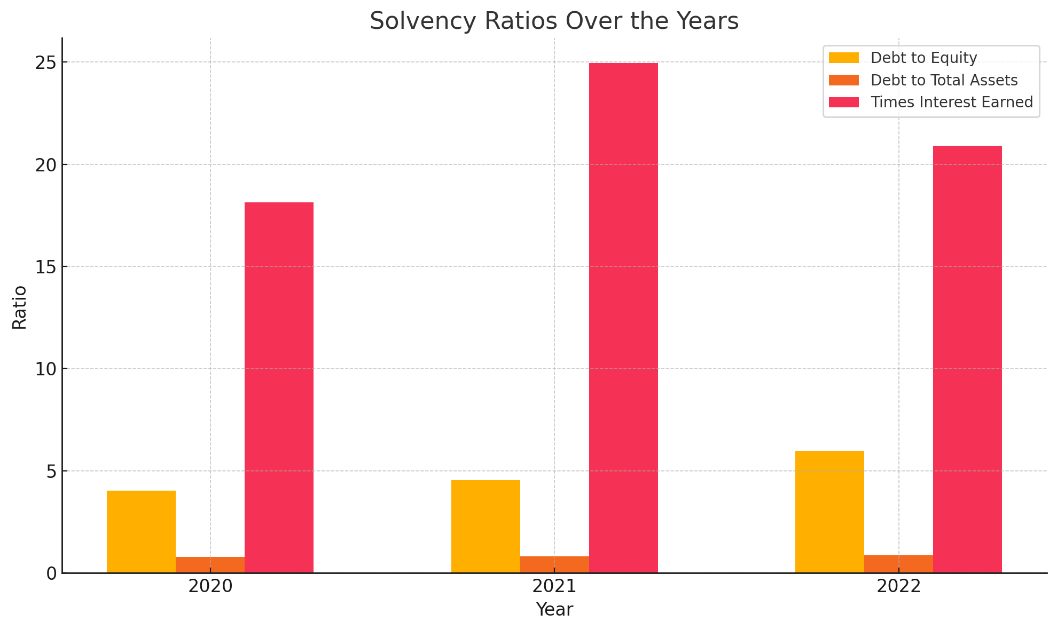 Solvency Ratios Over the Years
Debt to Equity
Debt to Total Assets
Times Interest Earned
25
20
15
10
5
0
Ratio
2020
2021
2022
Year